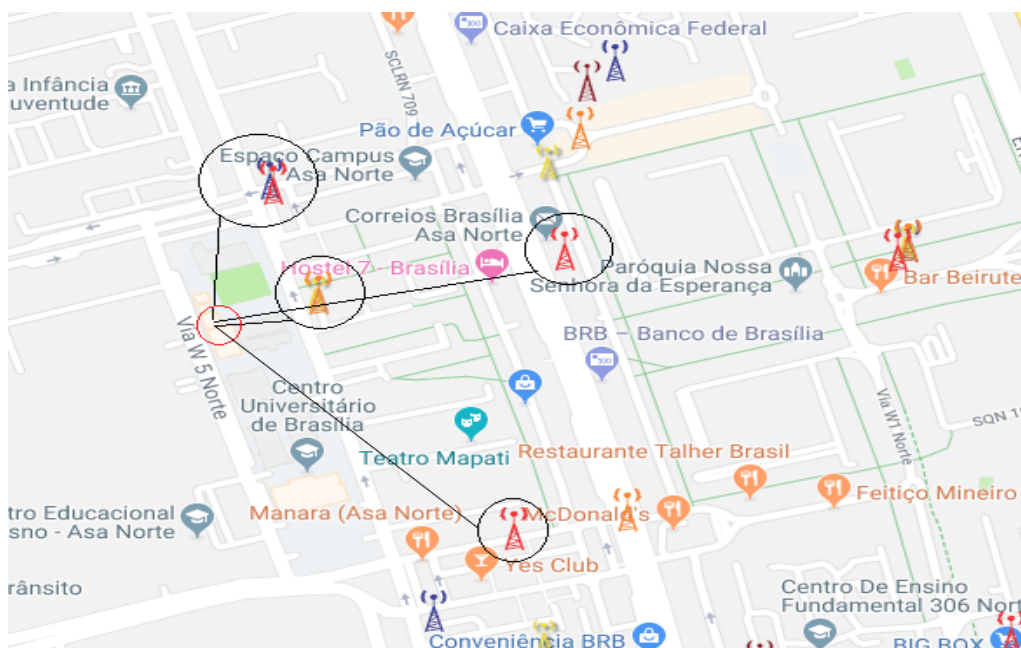 Caixa Econômica Federal
SCLRN 709
a Infância
uventude
Pão de Açúcar
Espaço Campus
Asa Norte
Correios Brasília
Asa Norte
Hostel 7 - Brasília
Paróquia Nossa
Senhora da Esperança
Bar Beirute
Via W 5 Norte
BRB – Banco de Brasília
Centro
Universitário
de Brasília
Via W1 Norte
SQN 1
Teatro Mapati
Restaurante Talher Brasil
Feitiço Mineiro
tro Educacional
sno - Asa Norte
Manara (Asa Norte)
McDonald's
Yes Club
rânsito
Centro De Ensino
Fundamental 306 Nort
Conveniência BRB
BIG BOX